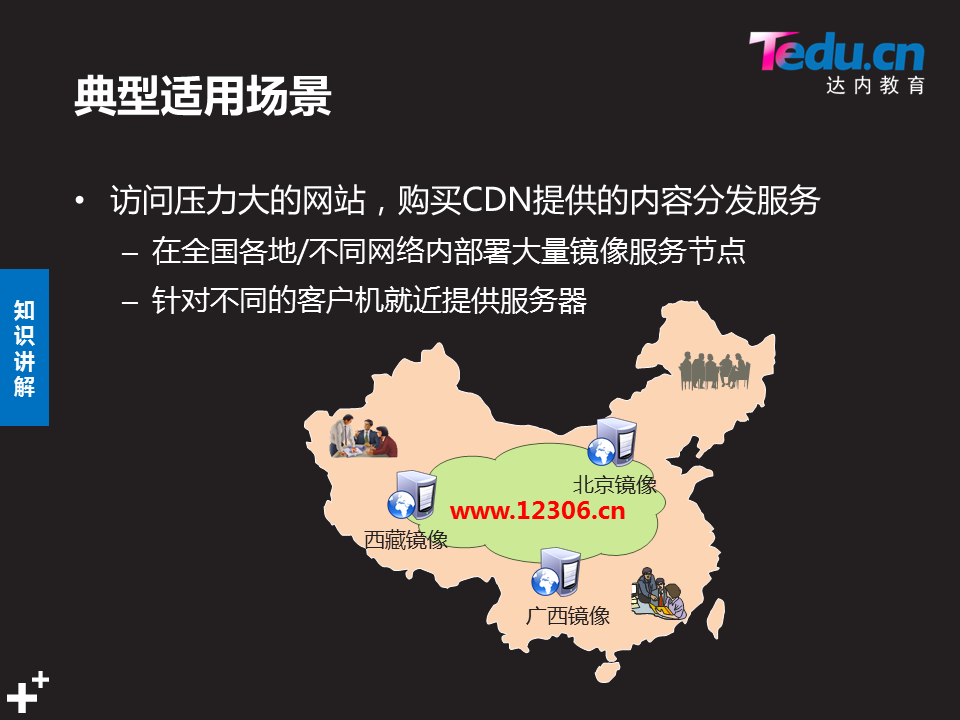 Tedu.cn
达内教育
典型适用场景
• 访问压力大的网站，购买CDN提供的内容分发服务
– 在全国各地/不同网络内部署大量镜像服务节点
– 针对不同的客户机就近提供服务器
知识讲解
北京镜像
www.12306.cn
西藏镜像
广西镜像